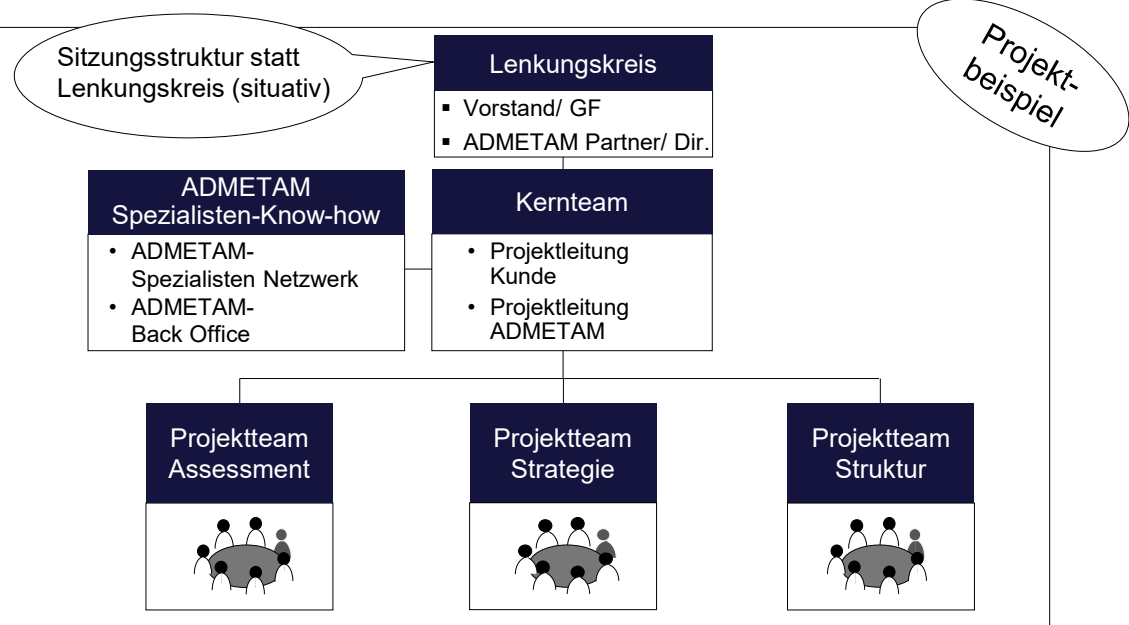 Sitzungsstruktur statt
Lenkungskreis (situativ)
Projekt-
beispiel
Lenkungskreis
▪ Vorstand/ GF
▪ ADMETAM Partner/ Dir.
ADMETAM
Spezialisten-Know-how
• ADMETAM-
Spezialisten Netzwerk
• ADMETAM-
Back Office
Kernteam
• Projektleitung
Kunde
• Projektleitung
ADMETAM
Projektteam
Assessment
Projektteam
Strategie
Projektteam
Struktur